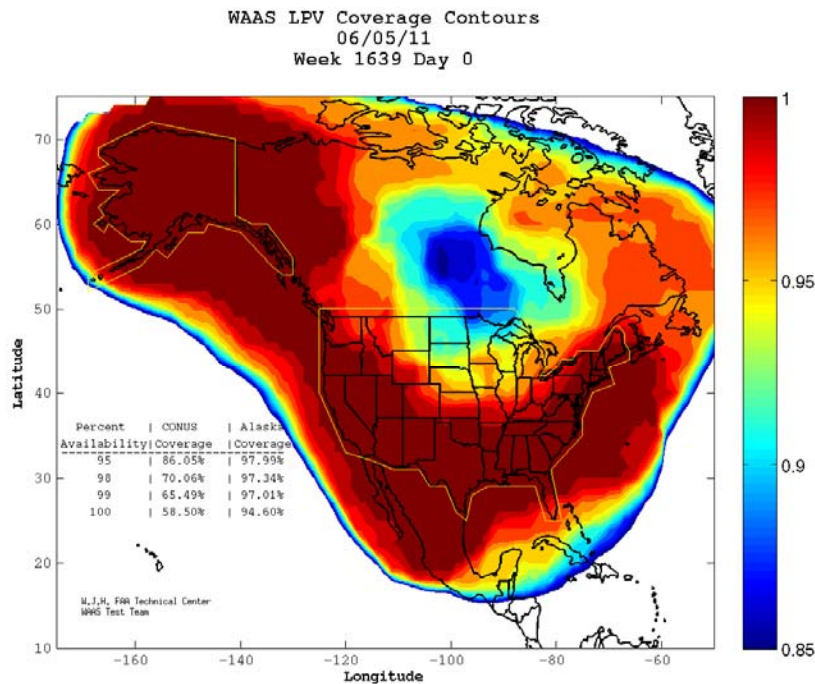 WAAS LPV Coverage Contours
06/05/11
Week 1639 Day 0
Latitude
70
60
50
40
30
20
10
-160
-140
-120
-100
-80
-60
Longitude
Percent | CONUS | Alaska
Availability|Coverage |Coverage
95 | 86.05% | 97.99%
98 | 70.06% | 97.34%
99 | 65.49% | 97.01%
100 | 58.50% | 94.60%
W.J.H. FAA Technical Center
WAAS Test Team
1
0.95
0.9
0.85